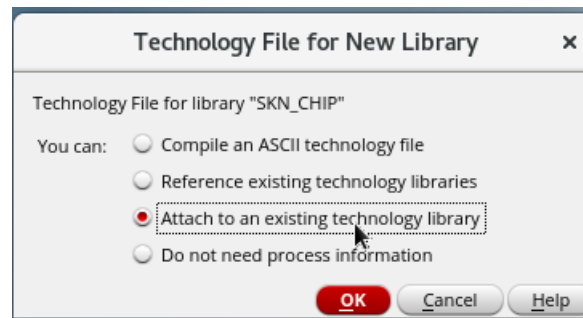 Technology File for New Library
Technology File for library "SKN_CHIP"
You can: Compile an ASCII technology file
Reference existing technology libraries
Attach to an existing technology library
Do not need process information
OK Cancel Help